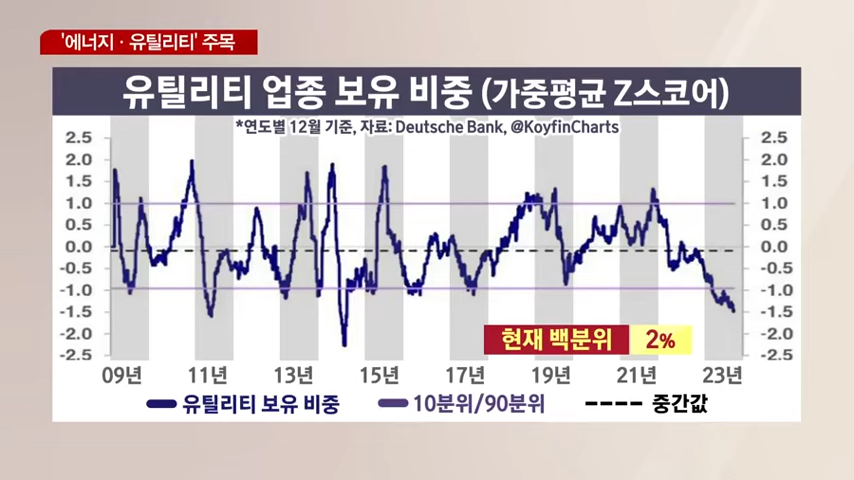 '에너지 · 유틸리티' 주목
유틸리티 업종 보유 비중 (가중평균 Z스코어)
*연도별 12월 기준, 자료: Deutsche Bank, @KoyfinCharts
2.5 2.5
2.0 2.0
1.5 1.5
1.0 1.0
0.5 0.5
0.0 0.0
-0.5 -0.5
-1.0 -1.0
-1.5 -1.5
-2.0 -2.0
-2.5 -2.5
현재 백분위 2%
09년 11년 13년 15년 17년 19년 21년 23년
유틸리티 보유 비중 10분위/90분위 중간값